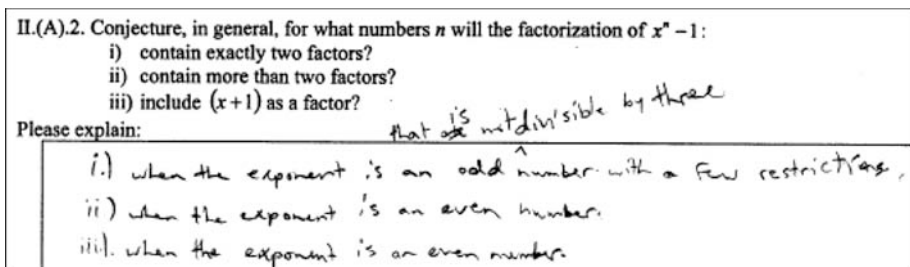 II.(A).2. Conjecture, in general, for what numbers n will the factorization of xⁿ −1:
i) contain exactly two factors?
ii) contain more than two factors?
iii) include (x+1) as a factor?
that is not divisible by three
Please explain:
i.) when the exponent is an odd ^ number with a few restrictions,
ii) when the exponent is an even number.
iii). when the exponent is an even number.